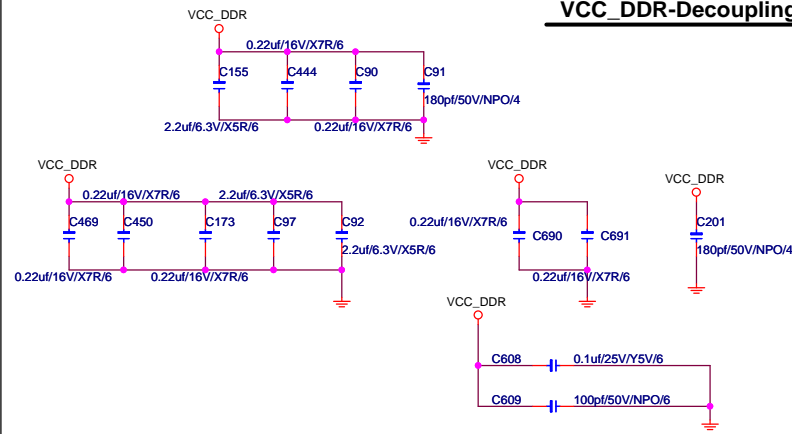 VCC_DDR-Decoupling
VCC_DDR
0.22uf/16V/X7R/6
C155
C444
C90
C91
180pf/50V/NPO/4
2.2uf/6.3V/X5R/6
0.22uf/16V/X7R/6
VCC_DDR
0.22uf/16V/X7R/6
2.2uf/6.3V/X5R/6
C469
C450
C173
C97
C92
2.2uf/6.3V/X5R/6
0.22uf/16V/X7R/6
0.22uf/16V/X7R/6
VCC_DDR
0.22uf/16V/X7R/6
C690
C691
0.22uf/16V/X7R/6
VCC_DDR
C201
180pf/50V/NPO/4
VCC_DDR
C608
0.1uf/25V/Y5V/6
C609
100pf/50V/NPO/6